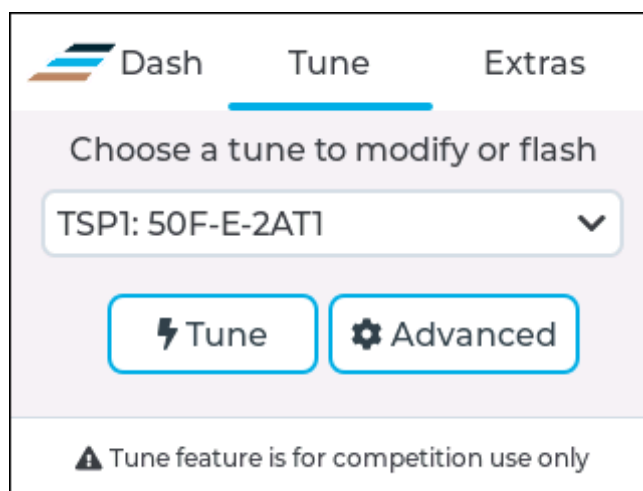 Dash Tune Extras
Choose a tune to modify or flash
TSP1: 50F-E-2AT1
Tune Advanced
Tune feature is for competition use only